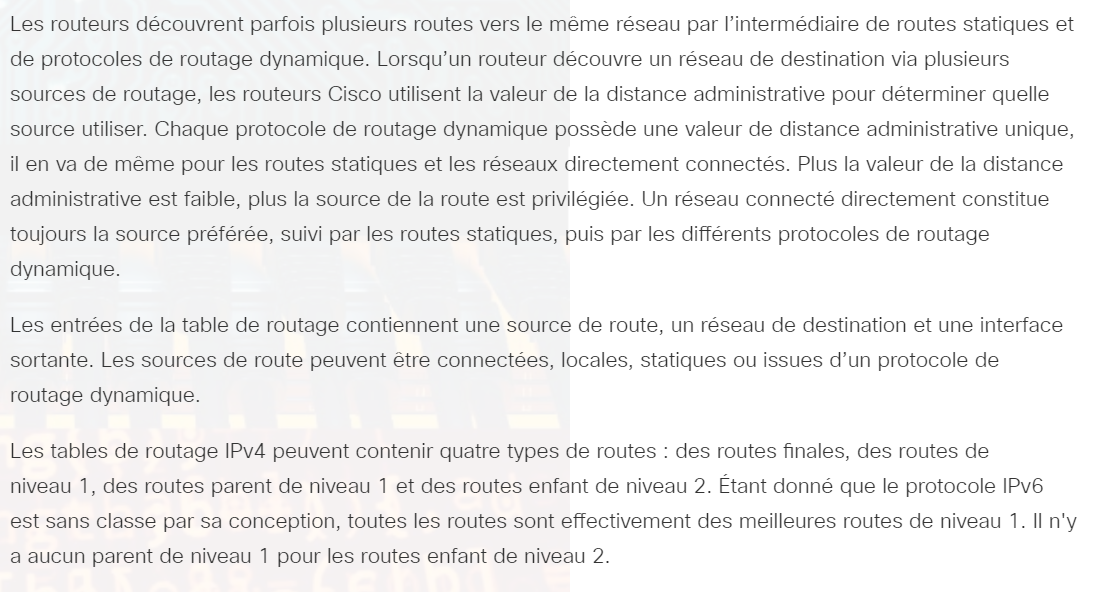 Les routeurs découvrent parfois plusieurs routes vers le même réseau par l’intermédiaire de routes statiques et
de protocoles de routage dynamique. Lorsqu’un routeur découvre un réseau de destination via plusieurs
sources de routage, les routeurs Cisco utilisent la valeur de la distance administrative pour déterminer quelle
source utiliser. Chaque protocole de routage dynamique possède une valeur de distance administrative unique,
il en va de même pour les routes statiques et les réseaux directement connectés. Plus la valeur de la distance
administrative est faible, plus la source de la route est privilégiée. Un réseau connecté directement constitue
toujours la source préférée, suivi par les routes statiques, puis par les différents protocoles de routage
dynamique.
Les entrées de la table de routage contiennent une source de route, un réseau de destination et une interface
sortante. Les sources de route peuvent être connectées, locales, statiques ou issues d’un protocole de
routage dynamique.
Les tables de routage IPv4 peuvent contenir quatre types de routes : des routes finales, des routes de
niveau 1, des routes parent de niveau 1 et des routes enfant de niveau 2. Étant donné que le protocole IPv6
est sans classe par sa conception, toutes les routes sont effectivement des meilleures routes de niveau 1. Il n'y
a aucun parent de niveau 1 pour les routes enfant de niveau 2.